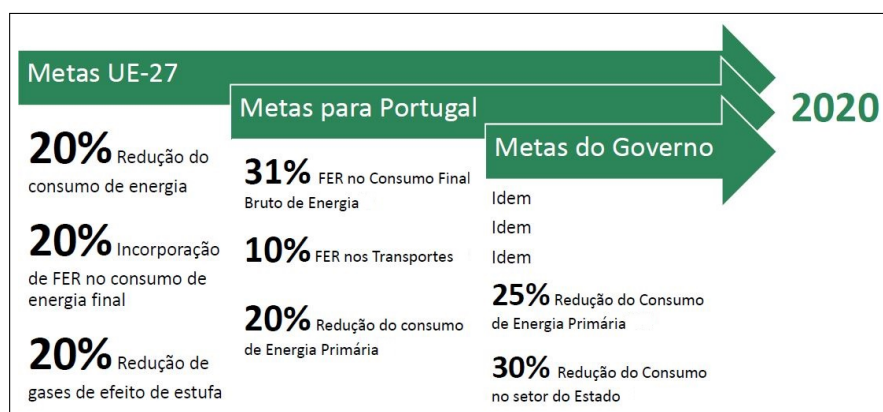 Metas UE-27
20% Redução do
consumo de energia
20% Incorporação
de FER no consumo de
energia final
20% Redução de
gases de efeito de estufa
Metas para Portugal
31% FER no Consumo Final
Bruto de Energia
10% FER nos Transportes
20% Redução do consumo
de Energia Primária
Metas do Governo
Idem
Idem
Idem
25% Redução do Consumo
de Energia Primária
30% Redução do Consumo
no setor do Estado
2020